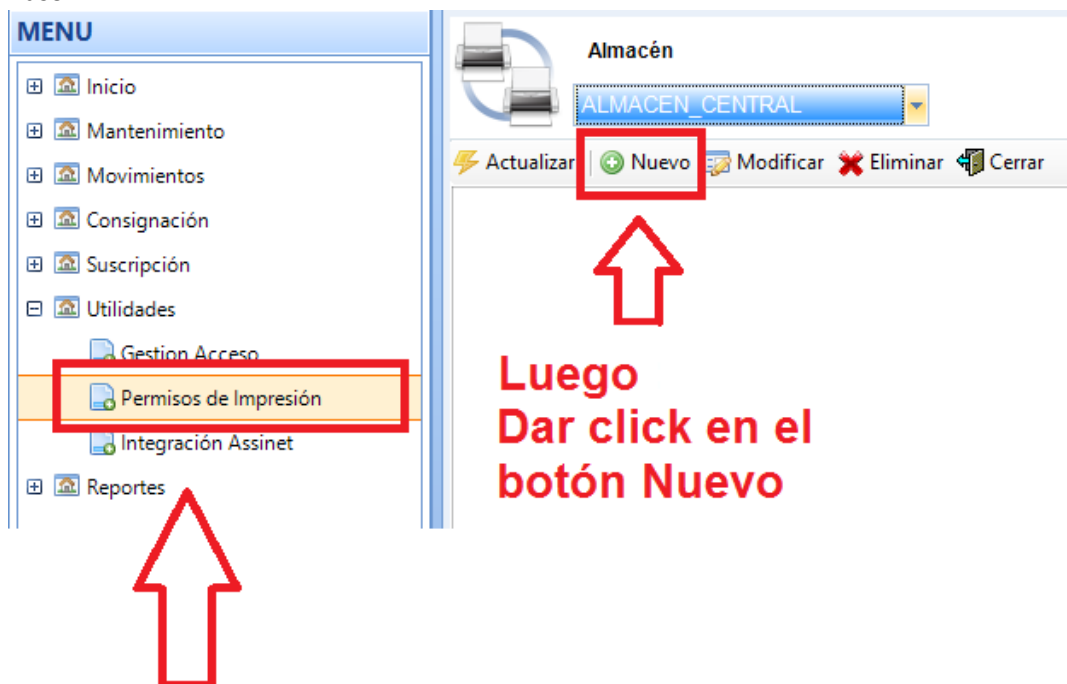 MENU
Inicio
Mantenimiento
Movimientos
Consignación
Suscripción
Utilidades
Gestion Acceso
Permisos de Impresión
Integración Assinet
Reportes
Almacén
ALMACEN_CENTRAL
Actualizar Nuevo Modificar Eliminar Cerrar
Luego
Dar click en el
botón Nuevo